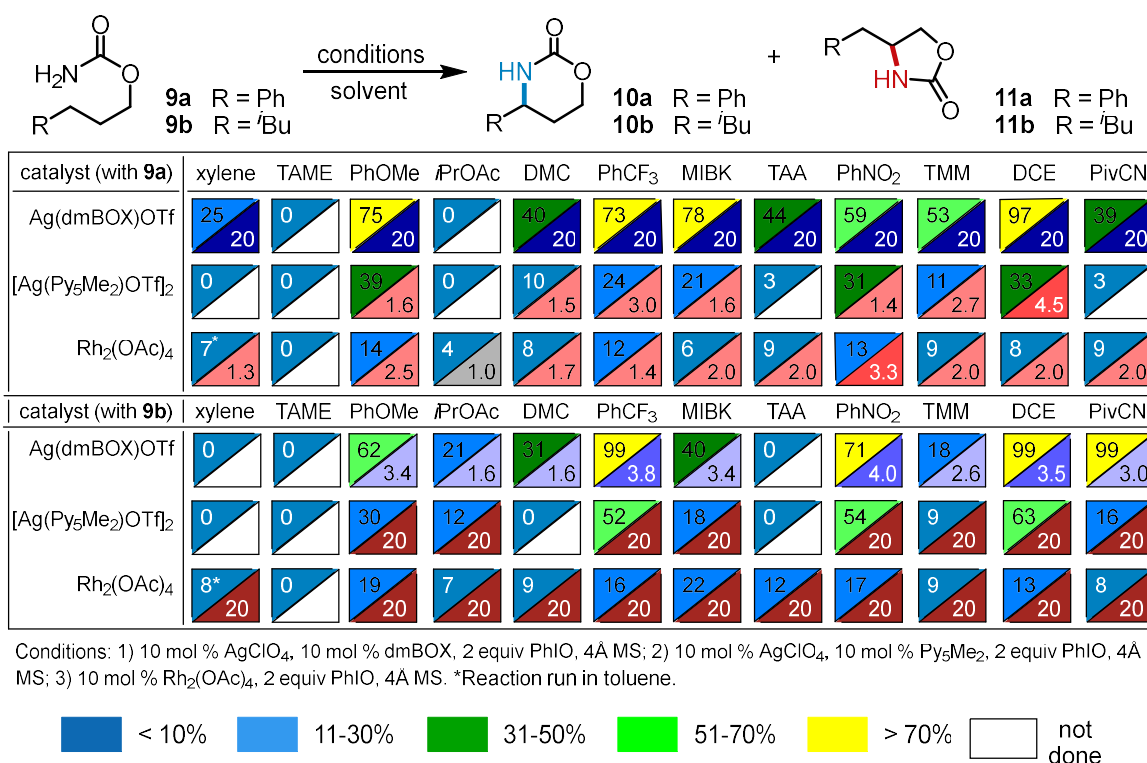 O
H₂N
O
R
9a R = Ph
9b R = ⁱBu
conditions
solvent
O
HN
O
R
10a R = Ph
10b R = ⁱBu
+
R
O
HN
O
11a R = Ph
11b R = ⁱBu
catalyst (with 9a) xylene TAME PhOMe iPrOAc DMC PhCF₃ MIBK TAA PhNO₂ TMM DCE PivCN
Ag(dmBOX)OTf 25 20 0 75 20 0 40 20 73 20 78 20 44 20 59 20 53 20 97 20 39 20
[Ag(Py₅Me₂)OTf]₂ 0 0 39 1.6 0 10 1.5 24 3.0 21 1.6 3 31 1.4 11 2.7 33 4.5 3
Rh₂(OAc)₄ 7* 1.3 0 14 2.5 4 1.0 8 1.7 12 1.4 6 2.0 9 2.0 13 3.3 9 2.0 8 2.0 9 2.0
catalyst (with 9b) xylene TAME PhOMe iPrOAc DMC PhCF₃ MIBK TAA PhNO₂ TMM DCE PivCN
Ag(dmBOX)OTf 0 0 62 3.4 21 1.6 31 1.6 99 3.8 40 3.4 0 71 4.0 18 2.6 99 3.5 99 3.0
[Ag(Py₅Me₂)OTf]₂ 0 0 30 20 12 20 0 52 20 18 20 0 54 20 9 20 63 20 16 20
Rh₂(OAc)₄ 8* 20 0 19 20 7 20 9 20 16 20 22 20 12 20 17 20 9 20 13 20 8 20
Conditions: 1) 10 mol % AgClO₄, 10 mol % dmBOX, 2 equiv PhIO, 4Å MS; 2) 10 mol % AgClO₄, 10 mol % Py₅Me₂, 2 equiv PhIO, 4Å
MS; 3) 10 mol % Rh₂(OAc)₄, 2 equiv PhIO, 4Å MS. *Reaction run in toluene.
< 10% 11-30% 31-50% 51-70% > 70% not
done